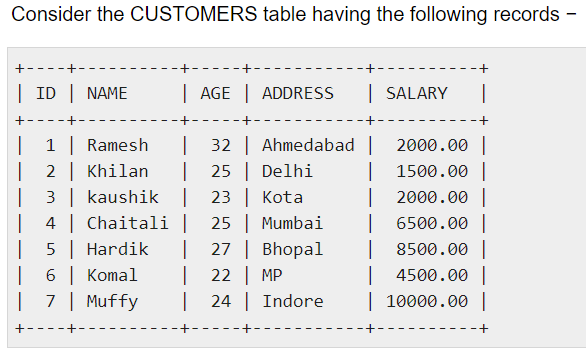 Consider the CUSTOMERS table having the following records −
+----+----------+-----+-----------+----------+
| ID | NAME     | AGE | ADDRESS   | SALARY   |
+----+----------+-----+-----------+----------+
|  1 | Ramesh   |  32 | Ahmedabad |  2000.00 |
|  2 | Khilan   |  25 | Delhi     |  1500.00 |
|  3 | kaushik  |  23 | Kota      |  2000.00 |
|  4 | Chaitali |  25 | Mumbai    |  6500.00 |
|  5 | Hardik   |  27 | Bhopal    |  8500.00 |
|  6 | Komal    |  22 | MP        |  4500.00 |
|  7 | Muffy    |  24 | Indore    | 10000.00 |
+----+----------+-----+-----------+----------+